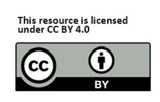 This resource is licensed
under CC BY 4.0
cc
BY